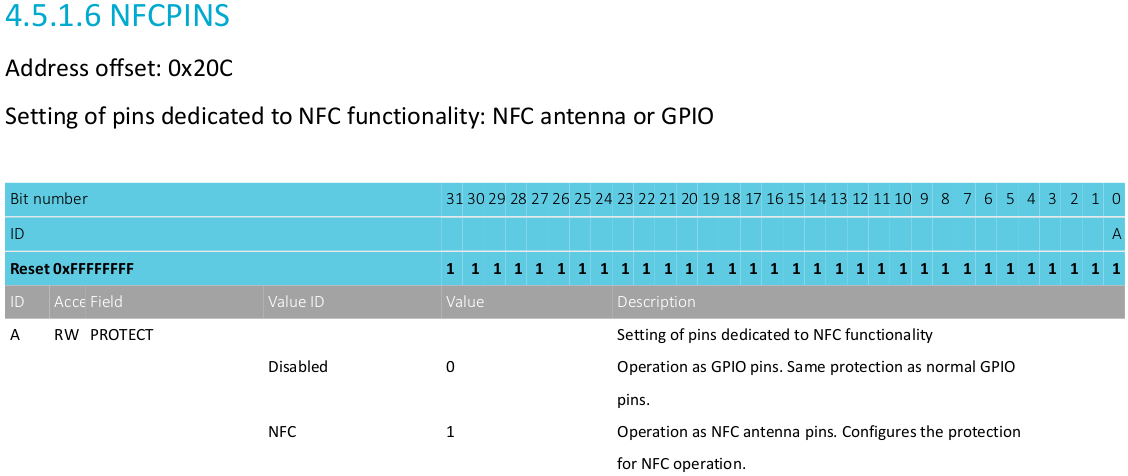 4.5.1.6 NFCPINS
Address offset: 0x20C
Setting of pins dedicated to NFC functionality: NFC antenna or GPIO
Bit number 31 30 29 28 27 26 25 24 23 22 21 20 19 18 17 16 15 14 13 12 11 10 9 8 7 6 5 4 3 2 1 0
ID A
Reset 0xFFFFFFFF 1 1 1 1 1 1 1 1 1 1 1 1 1 1 1 1 1 1 1 1 1 1 1 1 1 1 1 1 1 1 1 1
ID Acce Field Value ID Value Description
A RW PROTECT Setting of pins dedicated to NFC functionality
Disabled 0 Operation as GPIO pins. Same protection as normal GPIO
pins.
NFC 1 Operation as NFC antenna pins. Configures the protection
for NFC operation.